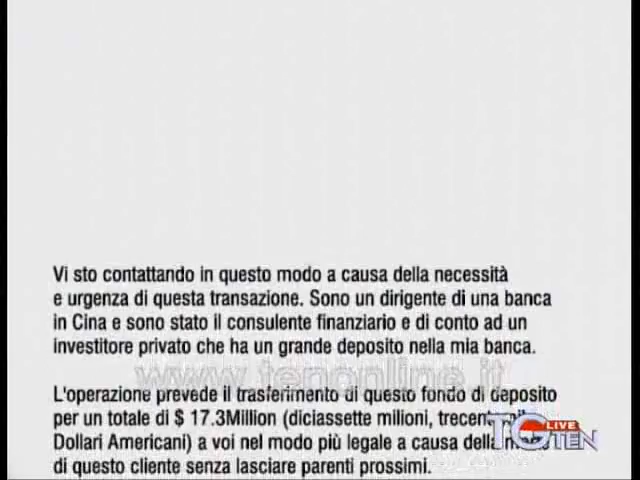 Vi sto contattando in questo modo a causa della necessità
e urgenza di questa transazione. Sono un dirigente di una banca
in Cina e sono stato il consulente finanziario e di conto ad un
investitore privato che ha un grande deposito nella mia banca.
www.tenonline.it
L'operazione prevede il trasferimento di questo fondo di deposito
per un totale di $ 17.3Million (diciassette milioni,
Dollari Americani) a voi nel modo più legale a causa della
di questo cliente senza lasciare parenti prossimi.
LIVE
TGTEN